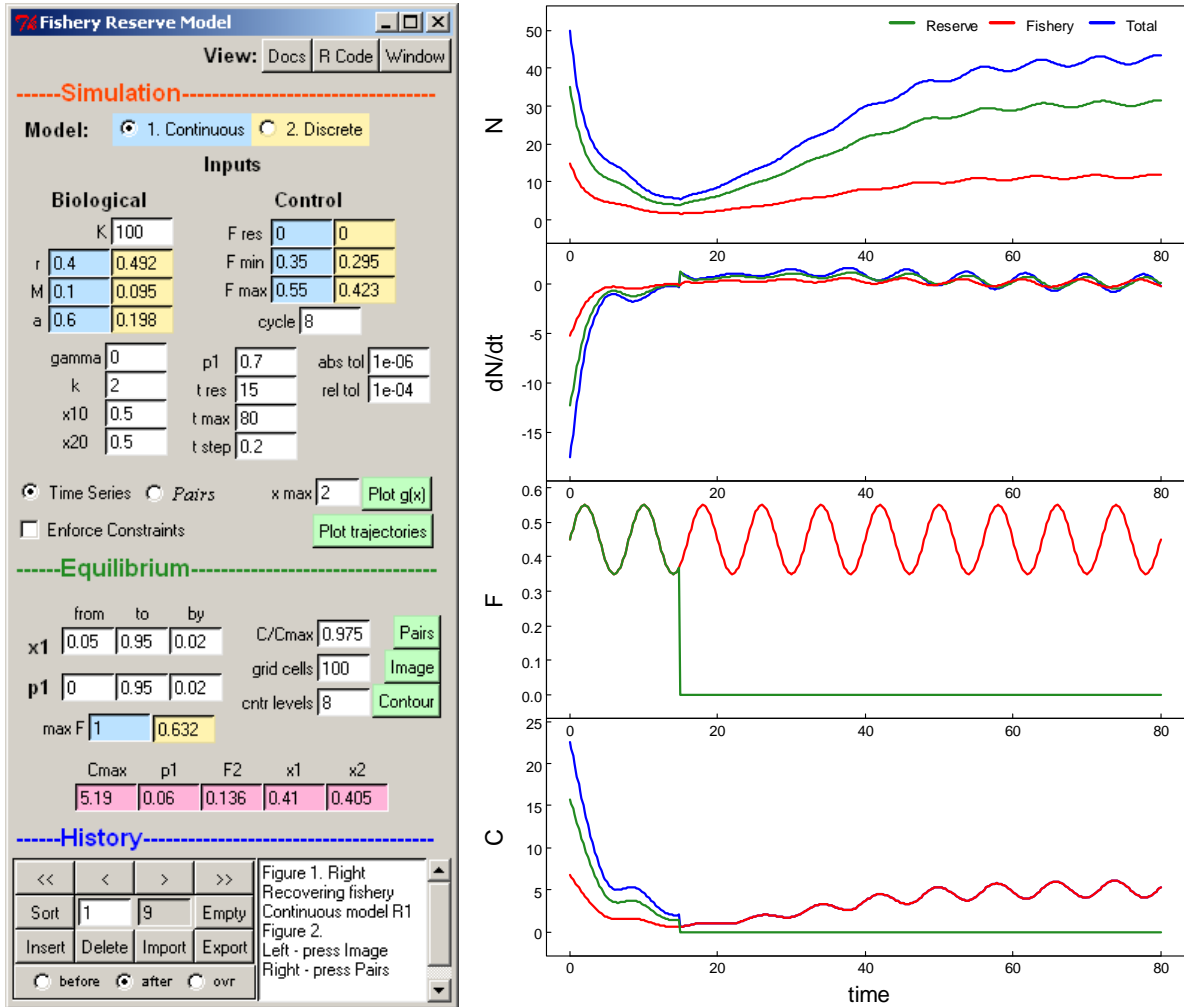 Fishery Reserve Model
View: Docs R Code Window
------Simulation------------------------------------
Model: 1. Continuous 2. Discrete
Inputs
Biological Control
K 100
F res 0 0
r 0.4 0.492
F min 0.35 0.295
M 0.1 0.095
F max 0.55 0.423
a 0.6 0.198
cycle 8
gamma 0
p1 0.7
abs tol 1e-06
k 2
t res 15
rel tol 1e-04
x10 0.5
t max 80
x20 0.5
t step 0.2
Time Series Pairs x max 2 Plot g(x)
Enforce Constraints Plot trajectories
------Equilibrium----------------------------------
from to by
x1 0.05 0.95 0.02
C/Cmax 0.975 Pairs
grid cells 100 Image
p1 0 0.95 0.02
cntr levels 8 Contour
max F 1 0.632
Cmax p1 F2 x1 x2
5.19 0.06 0.136 0.41 0.405
------History----------------------------------------
<< < > >>
Sort 1 9 Empty
Insert Delete Import Export
before after ovr
Figure 1. Right
Recovering fishery
Continuous model R1
Figure 2.
Left - press Image
Right - press Pairs
Reserve Fishery Total
N
50
40
30
20
10
0
0 20 40 60 80
dN/dt
0
-5
-10
-15
0 20 40 60 80
F
0.6
0.5
0.4
0.3
0.2
0.1
0.0
0 20 40 60 80
C
25
20
15
10
5
0
0 20 40 60 80
time